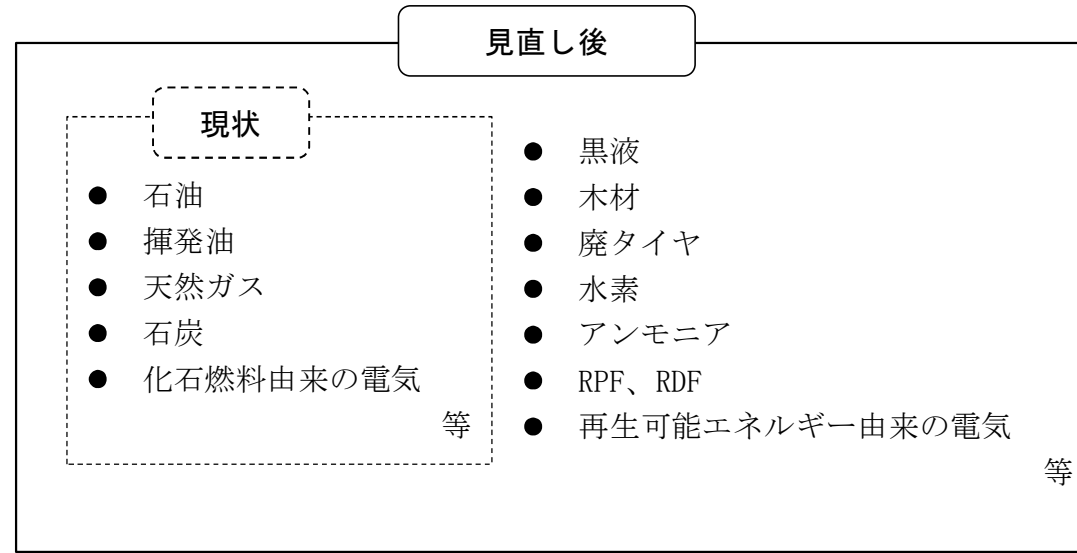 見直し後
現状
● 石油
● 揮発油
● 天然ガス
● 石炭
● 化石燃料由来の電気
等
● 黒液
● 木材
● 廃タイヤ
● 水素
● アンモニア
● RPF、RDF
● 再生可能エネルギー由来の電気
等